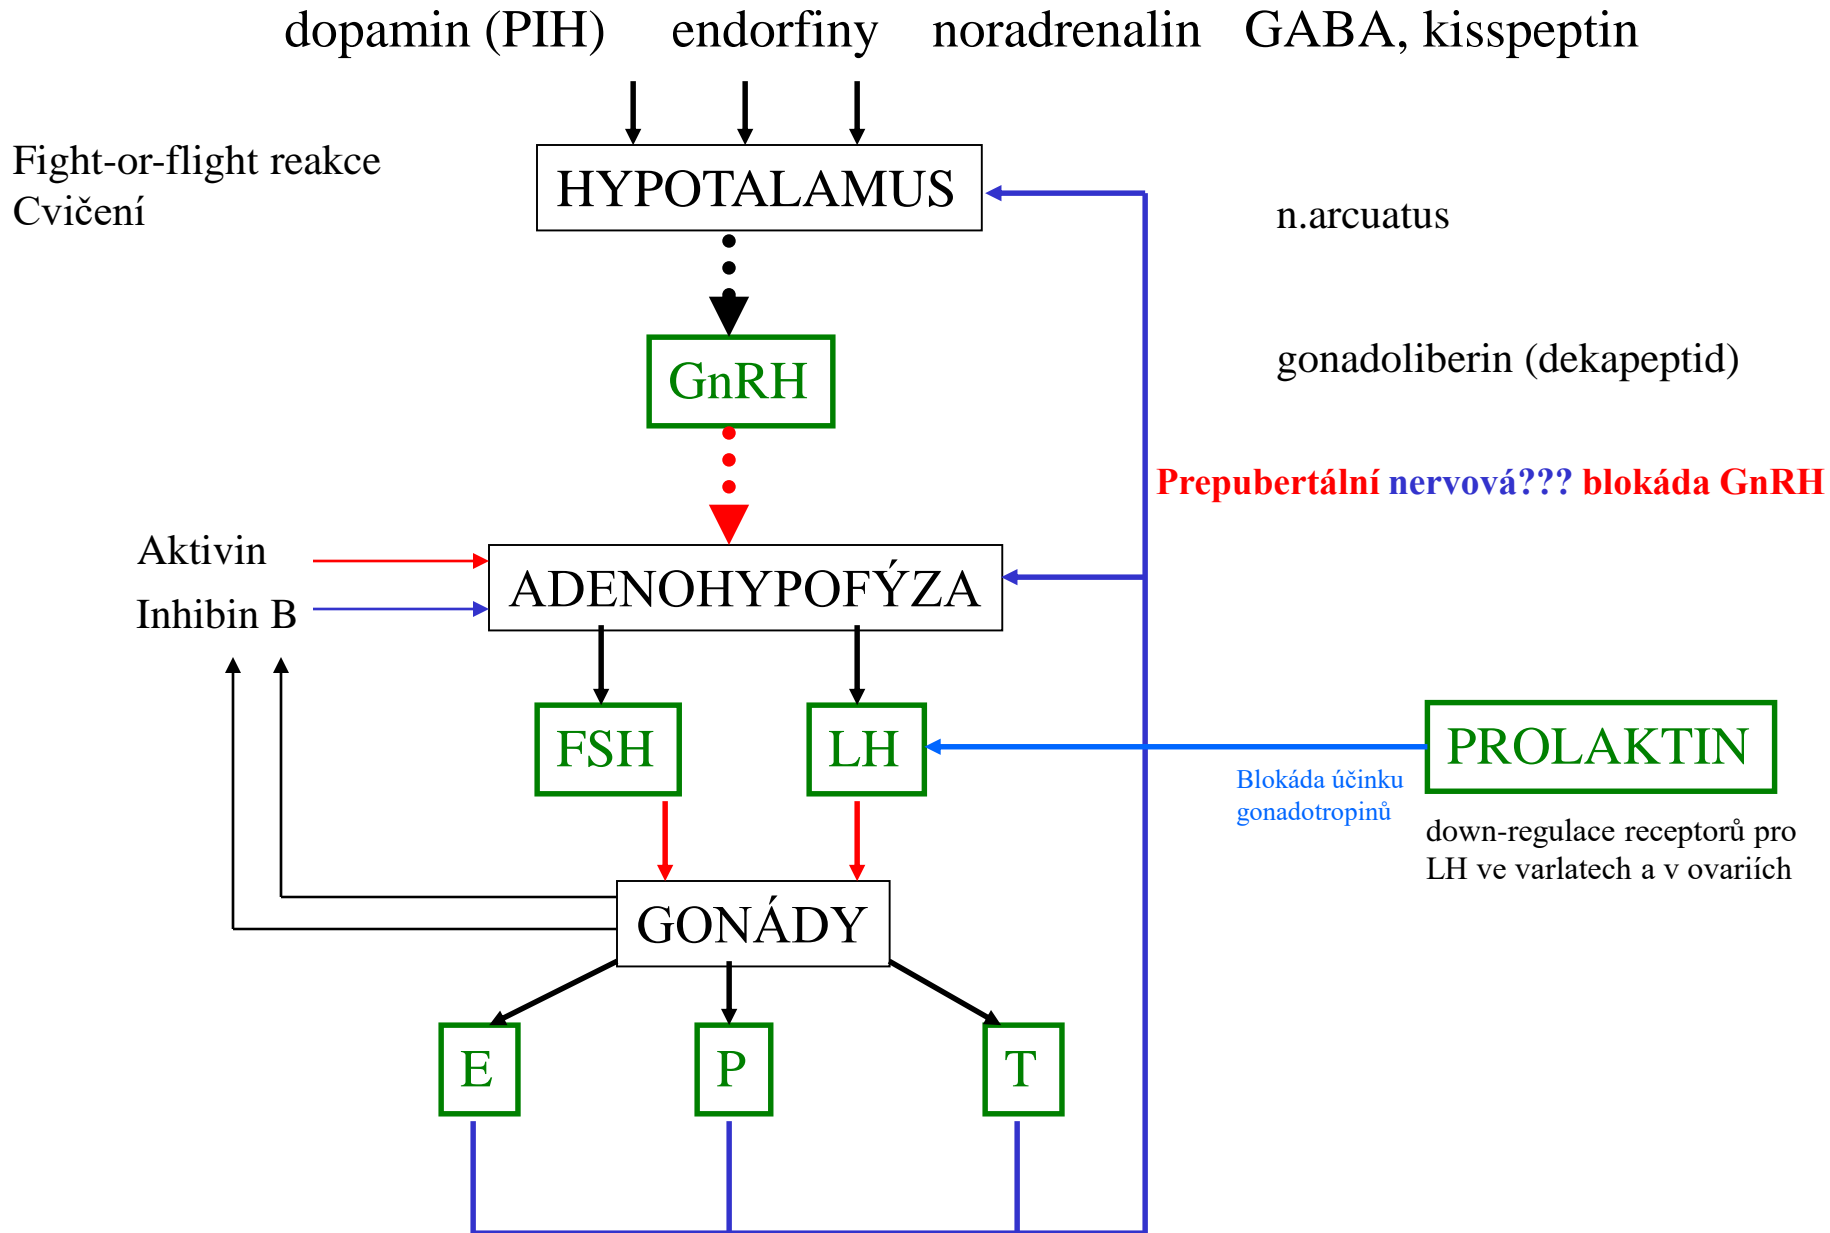 dopamin (PIH) endorfiny noradrenalin GABA, kisspeptin
Fight-or-flight reakce
Cvičení
HYPOTALAMUS
n.arcuatus
GnRH
gonadoliberin (dekapeptid)
Prepubertální nervová??? blokáda GnRH
Aktivin
Inhibin B
ADENOHYPOFÝZA
FSH
LH
PROLAKTIN
Blokáda účinku
gonadotropinů
down-regulace receptorů pro
LH ve varlatech a v ovariích
GONÁDY
E
P
T